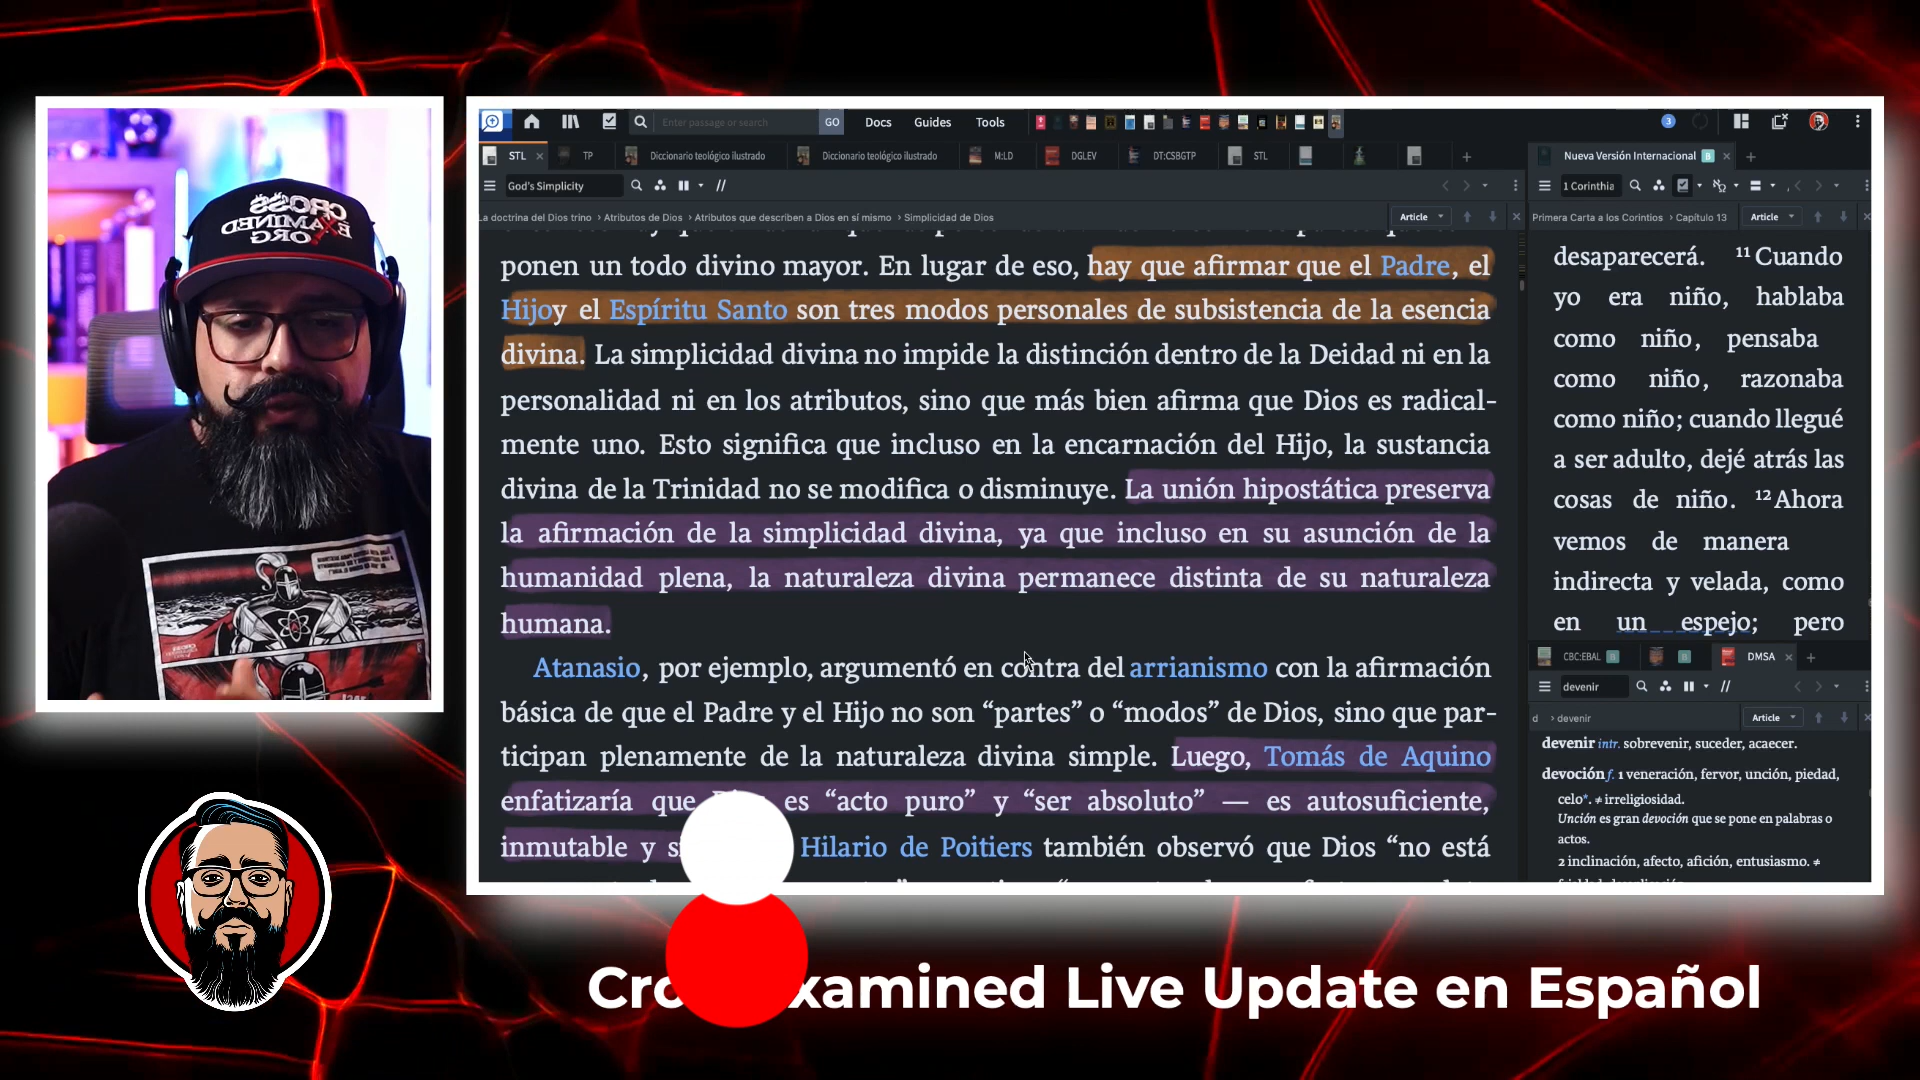 CROSS
EXAMINED
ORG
Enter passage or search
GO
Docs
Guides
Tools
3
STL
TP
Diccionario teológico ilustrado
Diccionario teológico ilustrado
M:LD
DGLEV
DT:CSBGTP
STL
God's Simplicity
La doctrina del Dios trino › Atributos de Dios › Atributos que describen a Dios en sí mismo › Simplicidad de Dios
Article
ponen un todo divino mayor. En lugar de eso, hay que afirmar que el Padre, el
Hijoy el Espíritu Santo son tres modos personales de subsistencia de la esencia
divina. La simplicidad divina no impide la distinción dentro de la Deidad ni en la
personalidad ni en los atributos, sino que más bien afirma que Dios es radical-
mente uno. Esto significa que incluso en la encarnación del Hijo, la sustancia
divina de la Trinidad no se modifica o disminuye. La unión hipostática preserva
la afirmación de la simplicidad divina, ya que incluso en su asunción de la
humanidad plena, la naturaleza divina permanece distinta de su naturaleza
humana.
Atanasio, por ejemplo, argumentó en contra del arrianismo con la afirmación
básica de que el Padre y el Hijo no son “partes” o “modos” de Dios, sino que par-
ticipan plenamente de la naturaleza divina simple. Luego, Tomás de Aquino
enfatizaría que es “acto puro” y “ser absoluto” — es autosuficiente,
inmutable y Hilario de Poitiers también observó que Dios “no está
Nueva Versión Internacional B
1 Corinthia
Primera Carta a los Corintios › Capítulo 13
Article
desaparecerá. 11 Cuando
yo era niño, hablaba
como niño, pensaba
como niño, razonaba
como niño; cuando llegué
a ser adulto, dejé atrás las
cosas de niño. 12 Ahora
vemos de manera
indirecta y velada, como
en un espejo; pero
CBC:EBAL B
B
DMSA
devenir
d › devenir
Article
devenir intr. sobrevenir, suceder, acaecer.
devoción f. 1 veneración, fervor, unción, piedad,
celo*. ≠ irreligiosidad.
Unción es gran devoción que se pone en palabras o
actos.
2 inclinación, afecto, afición, entusiasmo. ≠
Examined Live Update en Español